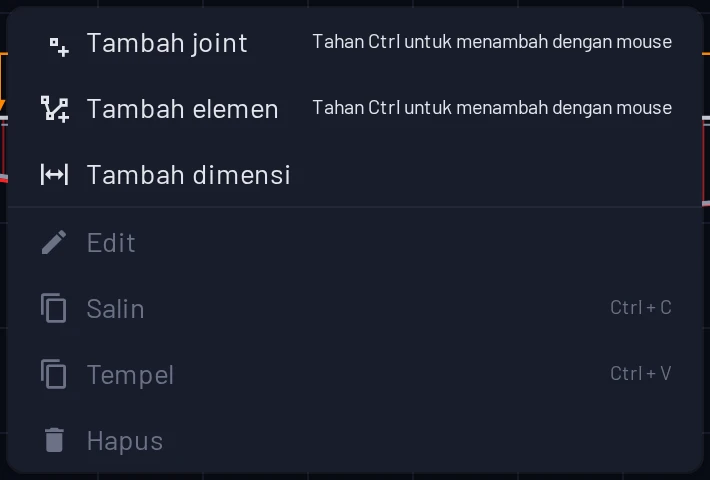 Tambah joint Tahan Ctrl untuk menambah dengan mouse
Tambah elemen Tahan Ctrl untuk menambah dengan mouse
Tambah dimensi
Edit
Salin Ctrl + C
Tempel Ctrl + V
Hapus